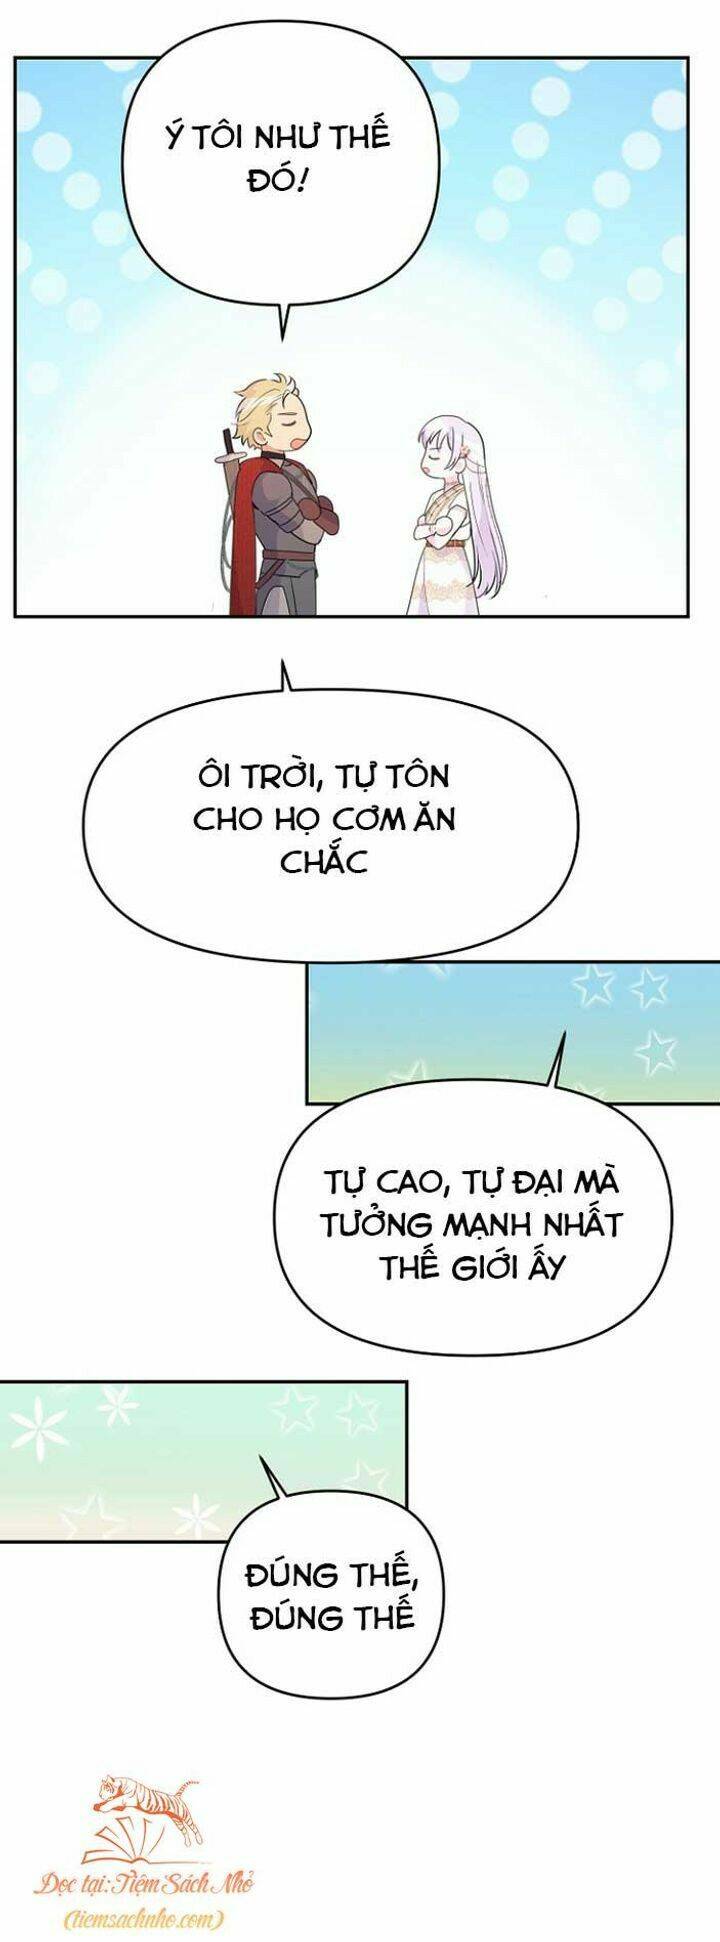 Ý TÔI NHƯ THẾ
ĐÓ!
ÔI TRỜI, TỰ TÔN
CHO HỌ CƠM ĂN
CHẮC
TỰ CAO, TỰ ĐẠI MÀ
TƯỞNG MẠNH NHẤT
THẾ GIỚI ẤY
ĐÚNG THẾ,
ĐÚNG THẾ
Đọc tại: Tiệm Sách Nhỏ
(tiemsachnho.com)